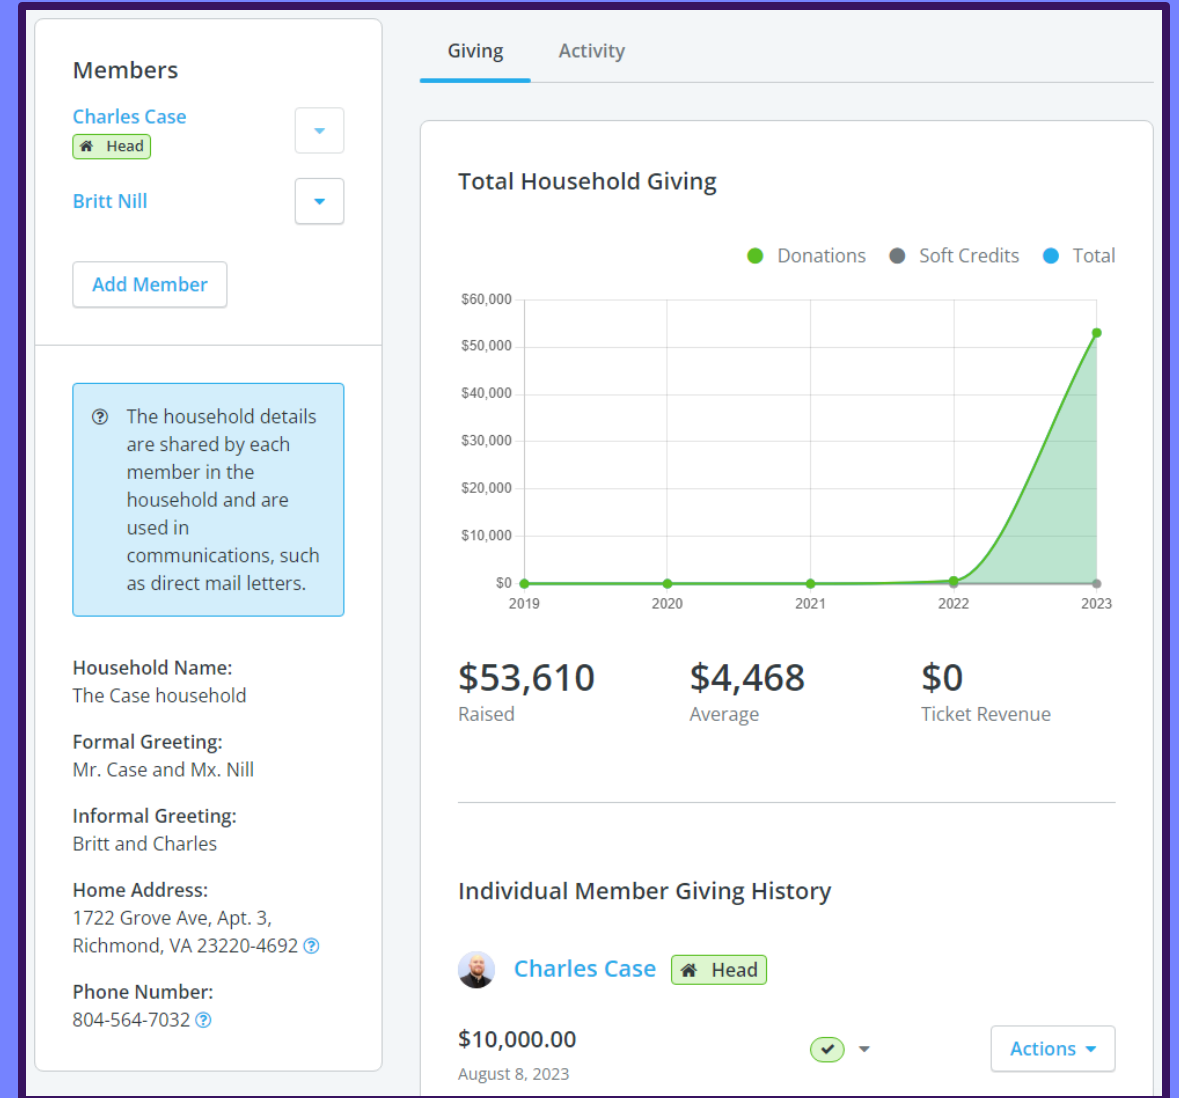 Members
Charles Case
Head
Britt Nill
Add Member
The household details
are shared by each
member in the
household and are
used in
communications, such
as direct mail letters.
Household Name:
The Case household
Formal Greeting:
Mr. Case and Mx. Nill
Informal Greeting:
Britt and Charles
Home Address:
1722 Grove Ave, Apt. 3,
Richmond, VA 23220-4692
Phone Number:
804-564-7032
Giving Activity
Total Household Giving
Donations Soft Credits Total
$60,000
$50,000
$40,000
$30,000
$20,000
$10,000
$0
2019 2020 2021 2022 2023
$53,610 $4,468 $0
Raised Average Ticket Revenue
Individual Member Giving History
Charles Case Head
$10,000.00 Actions
August 8, 2023